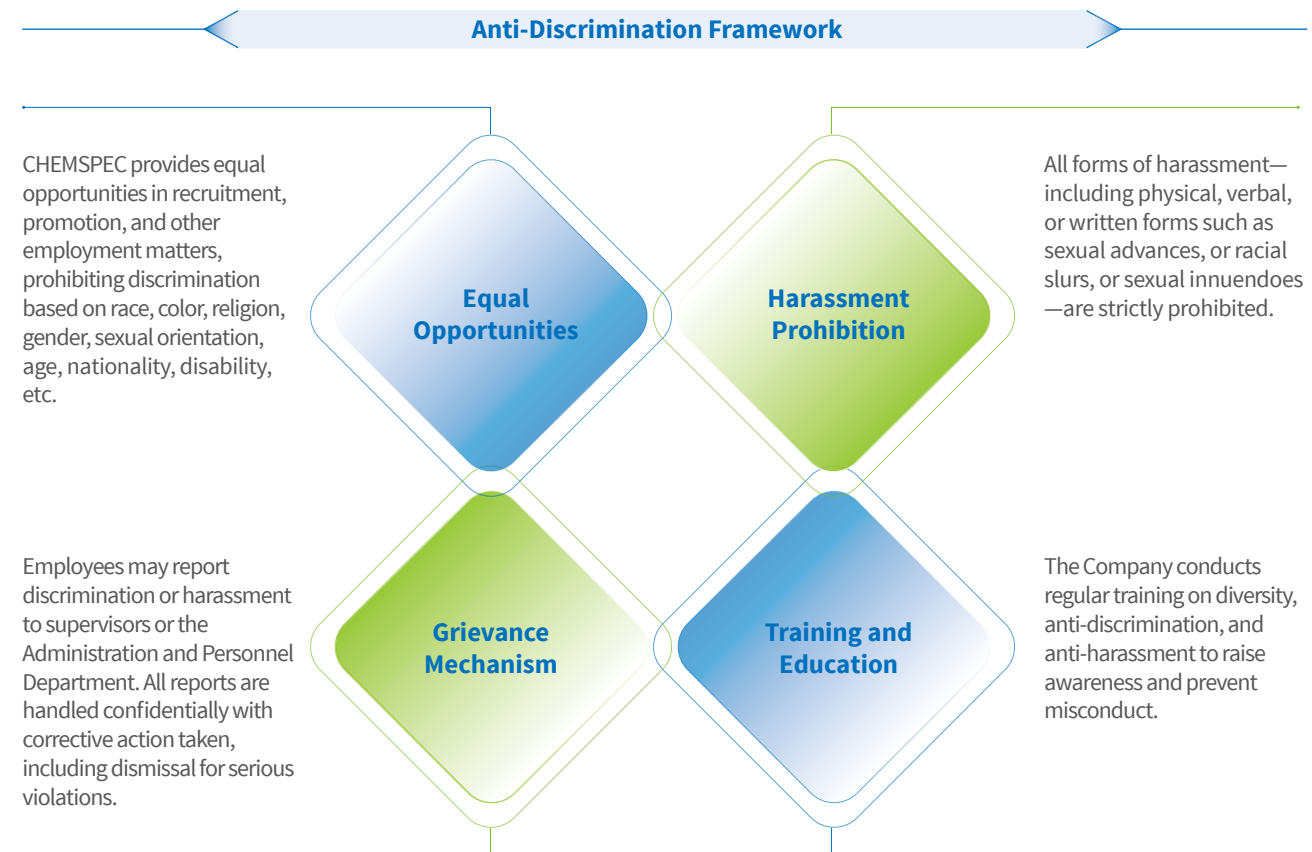 Anti-Discrimination Framework
CHEMSPEC provides equal
opportunities in recruitment,
promotion, and other
employment matters,
prohibiting discrimination
based on race, color, religion,
gender, sexual orientation,
age, nationality, disability,
etc.
Equal
Opportunities
Harassment
Prohibition
All forms of harassment—
including physical, verbal,
or written forms such as
sexual advances, or racial
slurs, or sexual innuendoes
—are strictly prohibited.
Employees may report
discrimination or harassment
to supervisors or the
Administration and Personnel
Department. All reports are
handled confidentially with
corrective action taken,
including dismissal for serious
violations.
Grievance
Mechanism
Training and
Education
The Company conducts
regular training on diversity,
anti-discrimination, and
anti-harassment to raise
awareness and prevent
misconduct.